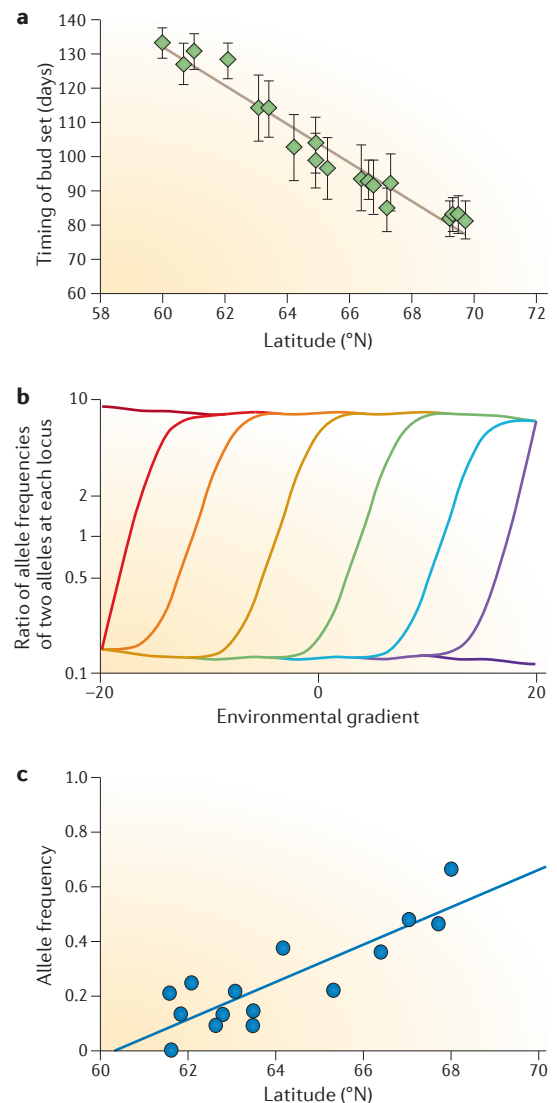 a
140
130
120
110
100
90
80
70
60
Timing of bud set (days)
58 60 62 64 66 68 70 72
Latitude (°N)
b
10
2
1
0.5
0.1
Ratio of allele frequencies
of two alleles at each locus
–20 0 20
Environmental gradient
c
1.0
0.8
0.6
0.4
0.2
0
Allele frequency
60 62 64 66 68 70
Latitude (°N)